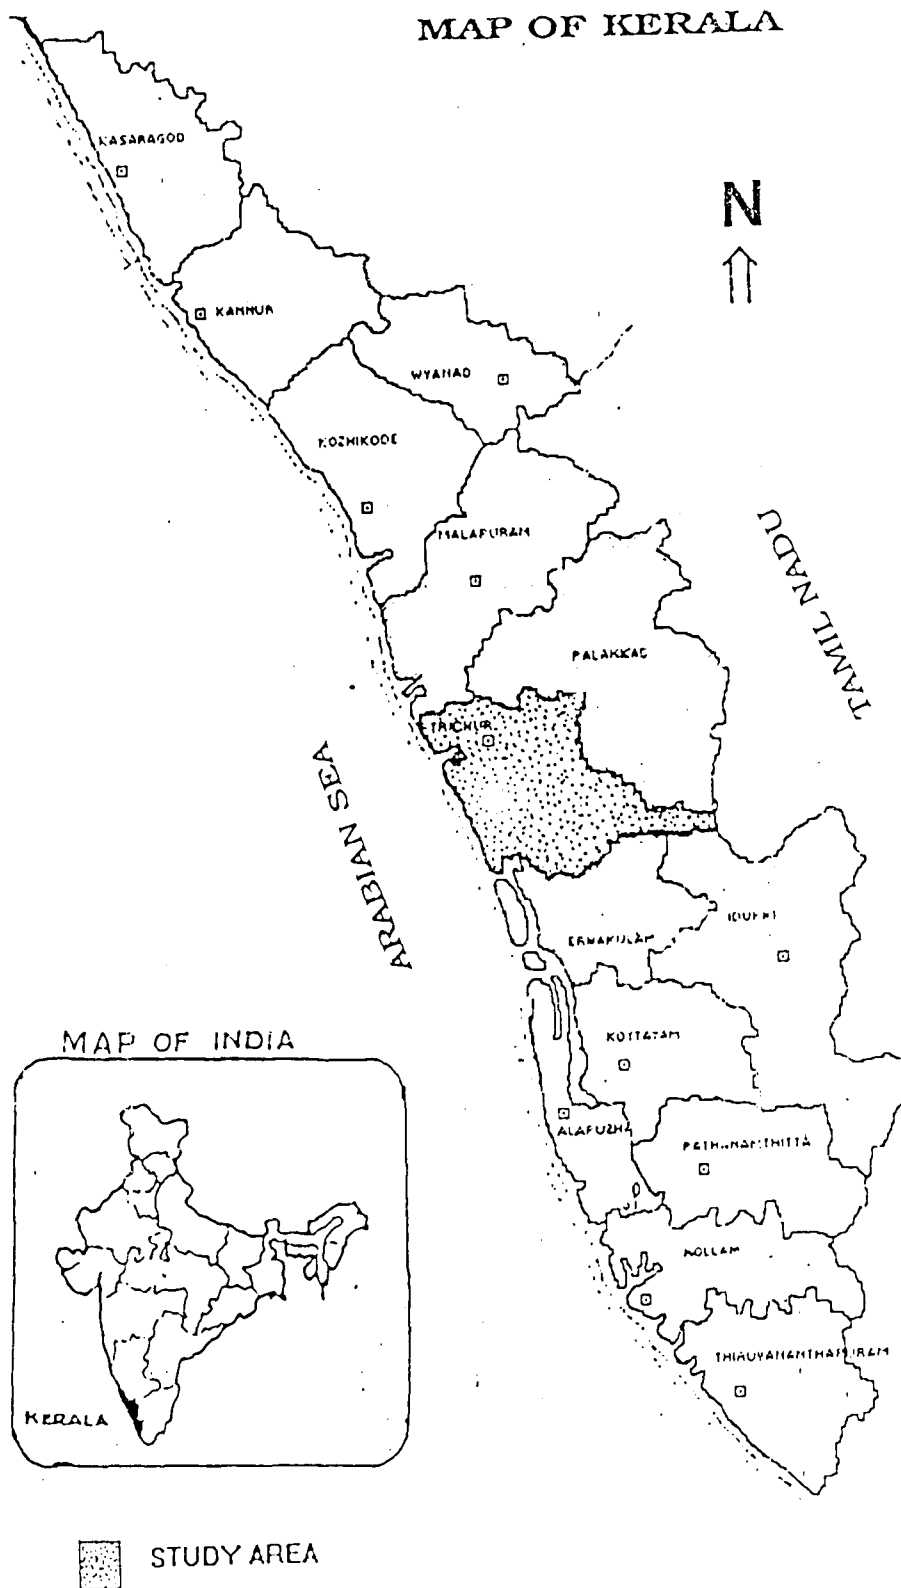 MAP OF KERALA
KASARAGOD
N
KANNUR
WYANAD
KOZHIKODE
MALAPURAM
TAMIL NADU
PALAKKAD
TRICHUR
ARABIAN SEA
IDUKKI
ERNAKULAM
MAP OF INDIA
KOTTAYAM
ALAPUZHA
PATHANAMTHITTA
KOLLAM
THIRUVANANTHAPURAM
KERALA
STUDY AREA